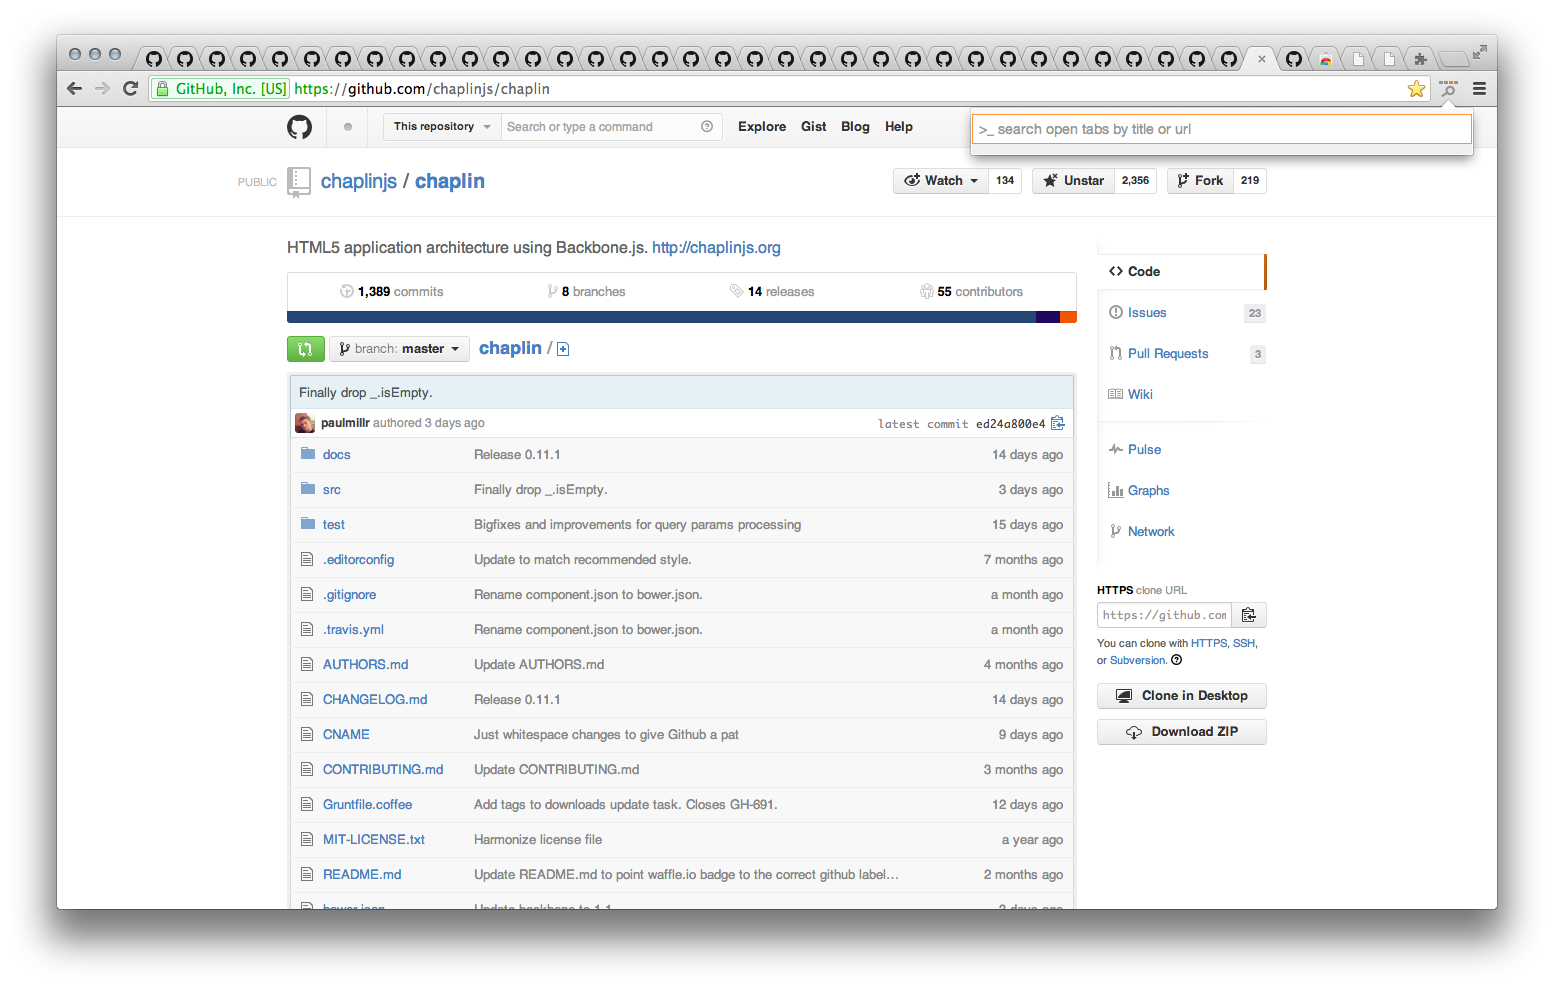 GitHub, Inc. [US] https://github.com/chaplinjs/chaplin
This repository Search or type a command Explore Gist Blog Help
>_ search open tabs by title or url
PUBLIC chaplinjs / chaplin Watch 134 Unstar 2,356 Fork 219
HTML5 application architecture using Backbone.js. http://chaplinjs.org
1,389 commits 8 branches 14 releases 55 contributors
branch: master chaplin /
Finally drop _.isEmpty.
paulmillr authored 3 days ago latest commit ed24a800e4
docs Release 0.11.1 14 days ago
src Finally drop _.isEmpty. 3 days ago
test Bigfixes and improvements for query params processing 15 days ago
.editorconfig Update to match recommended style. 7 months ago
.gitignore Rename component.json to bower.json. a month ago
.travis.yml Rename component.json to bower.json. a month ago
AUTHORS.md Update AUTHORS.md 4 months ago
CHANGELOG.md Release 0.11.1 14 days ago
CNAME Just whitespace changes to give Github a pat 9 days ago
CONTRIBUTING.md Update CONTRIBUTING.md 3 months ago
Gruntfile.coffee Add tags to downloads update task. Closes GH-691. 12 days ago
MIT-LICENSE.txt Harmonize license file a year ago
README.md Update README.md to point waffle.io badge to the correct github label… 2 months ago
bower.json Update backbone to 1.1. 3 days ago
Code
Issues 23
Pull Requests 3
Wiki
Pulse
Graphs
Network
HTTPS clone URL
https://github.com
You can clone with HTTPS, SSH,
or Subversion.
Clone in Desktop
Download ZIP